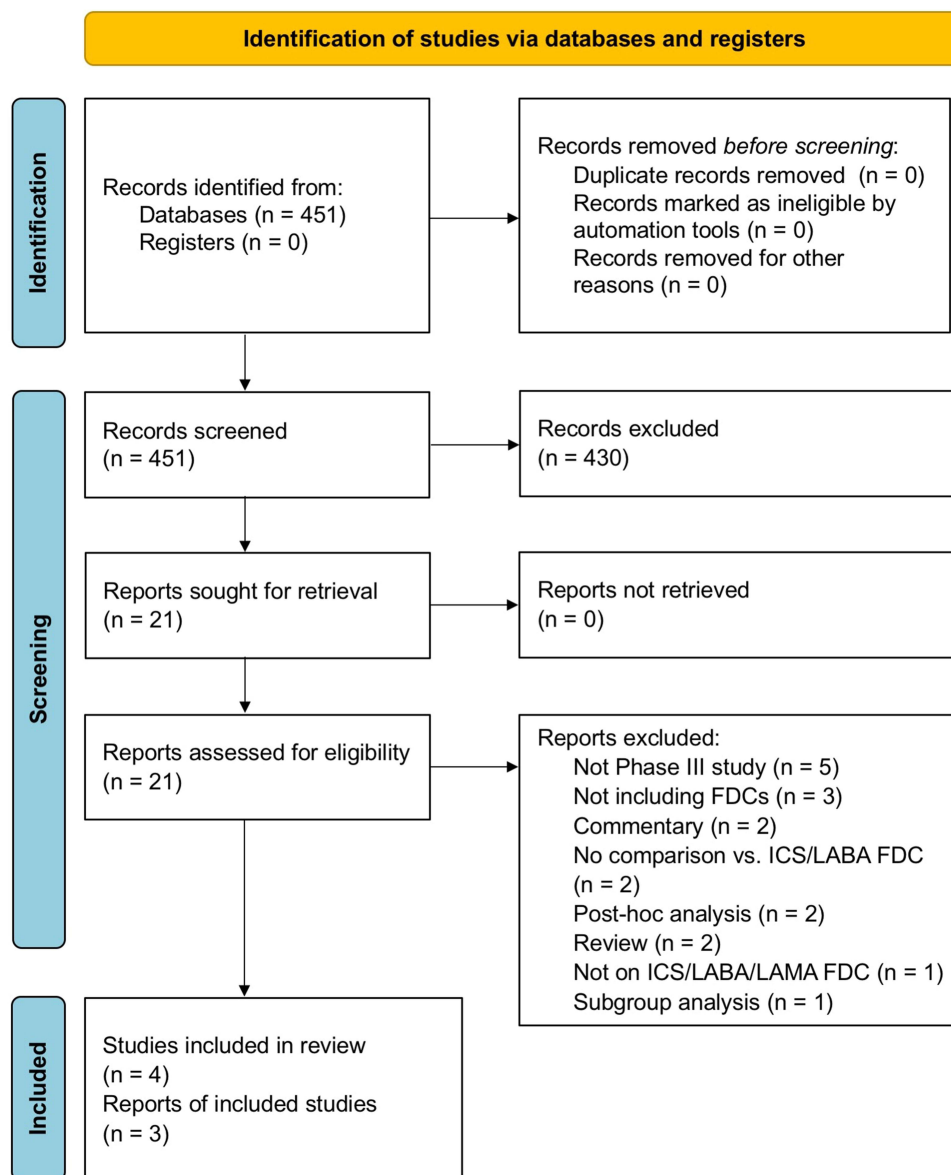 Identification of studies via databases and registers
Identification
Records identified from:
Databases (n = 451)
Registers (n = 0)
Records removed before screening:
Duplicate records removed  (n = 0)
Records marked as ineligible by
automation tools (n = 0)
Records removed for other
reasons (n = 0)
Screening
Records screened
(n = 451)
Records excluded
(n = 430)
Reports sought for retrieval
(n = 21)
Reports not retrieved
(n = 0)
Reports assessed for eligibility
(n = 21)
Reports excluded:
Not Phase III study (n = 5)
Not including FDCs (n = 3)
Commentary (n = 2)
No comparison vs. ICS/LABA FDC
(n = 2)
Post-hoc analysis (n = 2)
Review (n = 2)
Not on ICS/LABA/LAMA FDC (n = 1)
Subgroup analysis (n = 1)
Included
Studies included in review
(n = 4)
Reports of included studies
(n = 3)